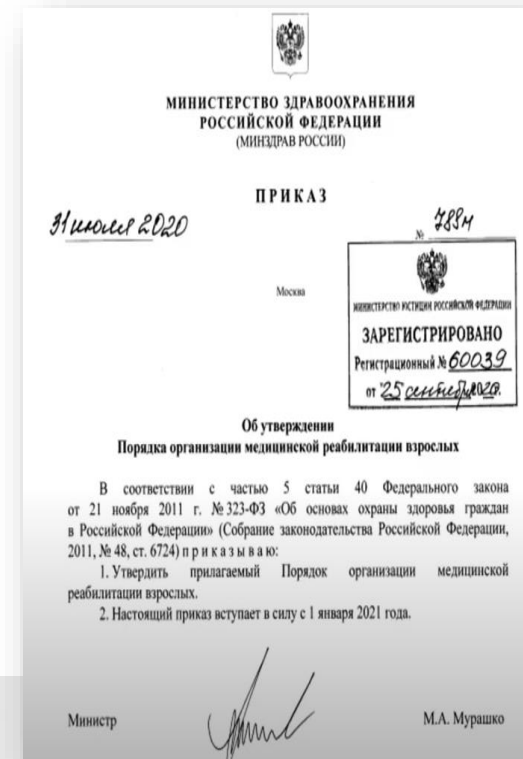 МИНИСТЕРСТВО ЗДРАВООХРАНЕНИЯ
РОССИЙСКОЙ ФЕДЕРАЦИИ
(МИНЗДРАВ РОССИИ)
ПРИКАЗ
31 июля 2020
№ 788н
Москва
МИНИСТЕРСТВО ЮСТИЦИИ РОССИЙСКОЙ ФЕДЕРАЦИИ
ЗАРЕГИСТРИРОВАНО
Регистрационный № 60039
от "25 сентября 2020.
Об утверждении
Порядка организации медицинской реабилитации взрослых
В соответствии с частью 5 статьи 40 Федерального закона
от 21 ноября 2011 г. № 323-ФЗ «Об основах охраны здоровья граждан
в Российской Федерации» (Собрание законодательства Российской Федерации,
2011, № 48, ст. 6724) п р и к а з ы в а ю:
1. Утвердить прилагаемый Порядок организации медицинской
реабилитации взрослых.
2. Настоящий приказ вступает в силу с 1 января 2021 года.
Министр
М.А. Мурашко